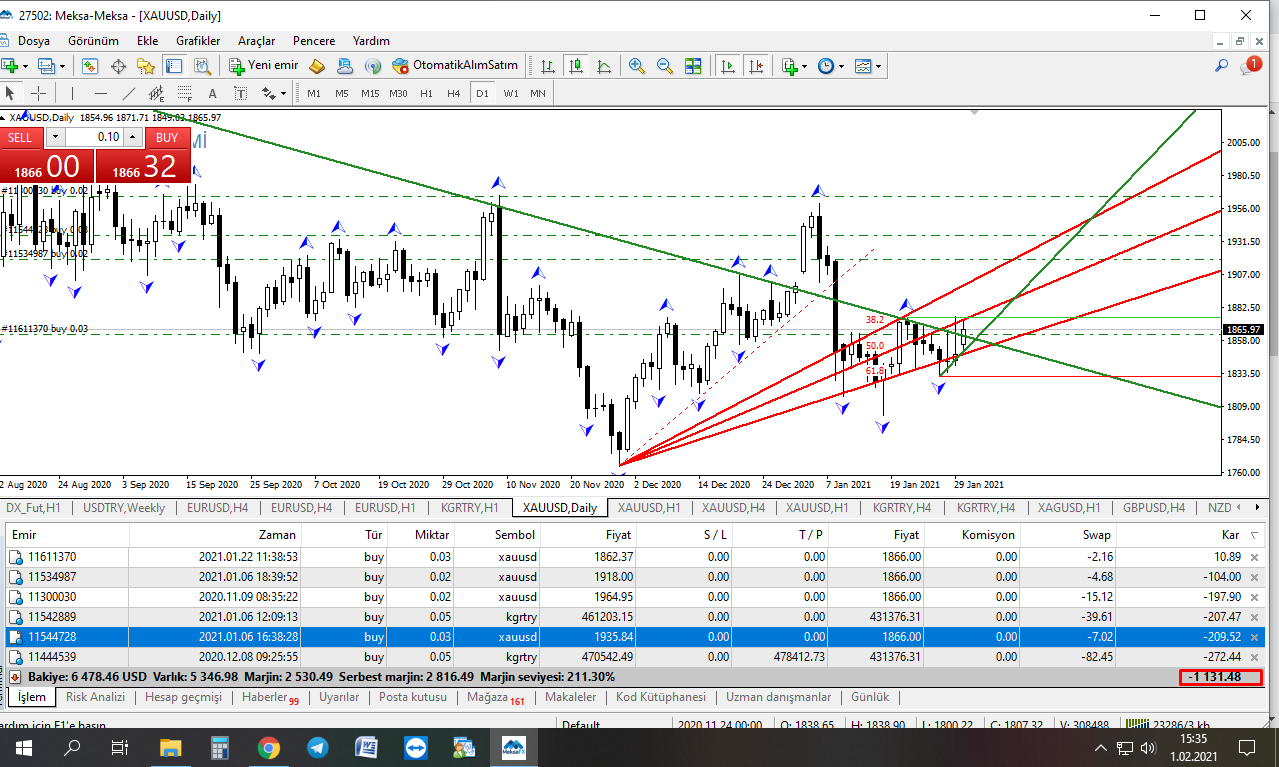 27502: Meksa-Meksa - [XAUUSD,Daily]
Dosya Görünüm Ekle Grafikler Araçlar Pencere Yardım
Yeni emir OtomatikAlımSatım 1
A T M1 M5 M15 M30 H1 H4 D1 W1 MN
XAUUSD,Daily 1854.96 1871.71 1849.03 1865.97
SELL 0.10 BUY Mİ
1866 00 1866 32
#11300030 buy 0.02
buy 0.03
#11534987 buy 0.02
#11611370 buy 0.03
38.2
50.0
61.8
2005.00
1980.50
1956.00
1931.50
1907.00
1882.50
1865.97
1858.00
1833.50
1809.00
1784.50
1760.00
2 Aug 2020 24 Aug 2020 3 Sep 2020 15 Sep 2020 25 Sep 2020 7 Oct 2020 19 Oct 2020 29 Oct 2020 10 Nov 2020 20 Nov 2020 2 Dec 2020 14 Dec 2020 24 Dec 2020 7 Jan 2021 19 Jan 2021 29 Jan 2021
DX_Fut,H1 USDTRY,Weekly EURUSD,H4 EURUSD,H4 EURUSD,H1 KGRTRY,H1 XAUUSD,Daily XAUUSD,H1 XAUUSD,H4 XAUUSD,H1 KGRTRY,H4 KGRTRY,H4 XAGUSD,H1 GBPUSD,H4 NZD
Emir Zaman Tür Miktar Sembol Fiyat S / L T / P Fiyat Komisyon Swap Kar
11611370 2021.01.22 11:38:53 buy 0.03 xauusd 1862.37 0.00 0.00 1866.00 0.00 -2.16 10.89
11534987 2021.01.06 18:39:52 buy 0.02 xauusd 1918.00 0.00 0.00 1866.00 0.00 -4.68 -104.00
11300030 2020.11.09 08:35:22 buy 0.02 xauusd 1964.95 0.00 0.00 1866.00 0.00 -15.12 -197.90
11542889 2021.01.06 12:09:13 buy 0.05 kgrtry 461203.15 0.00 0.00 431376.31 0.00 -39.61 -207.47
11544728 2021.01.06 16:38:28 buy 0.03 xauusd 1935.84 0.00 0.00 1866.00 0.00 -7.02 -209.52
11444539 2020.12.08 09:25:55 buy 0.05 kgrtry 470542.49 0.00 478412.73 431376.31 0.00 -82.45 -272.44
Bakiye: 6 478.46 USD Varlık: 5 346.98 Marjin: 2 530.49 Serbest marjin: 2 816.49 Marjin seviyesi: 211.30% -1 131.48
İşlem Risk Analizi Hesap geçmişi Haberler 99 Uyarılar Posta kutusu Mağaza 161 Makaleler Kod Kütüphanesi Uzman danışmanlar Günlük
ardım için F1'e basın Default 2020.11.24 00:00 O: 1838.65 H: 1838.90 L: 1800.22 C: 1807.32 V: 308488 23286/3 kb
15:35
1.02.2021